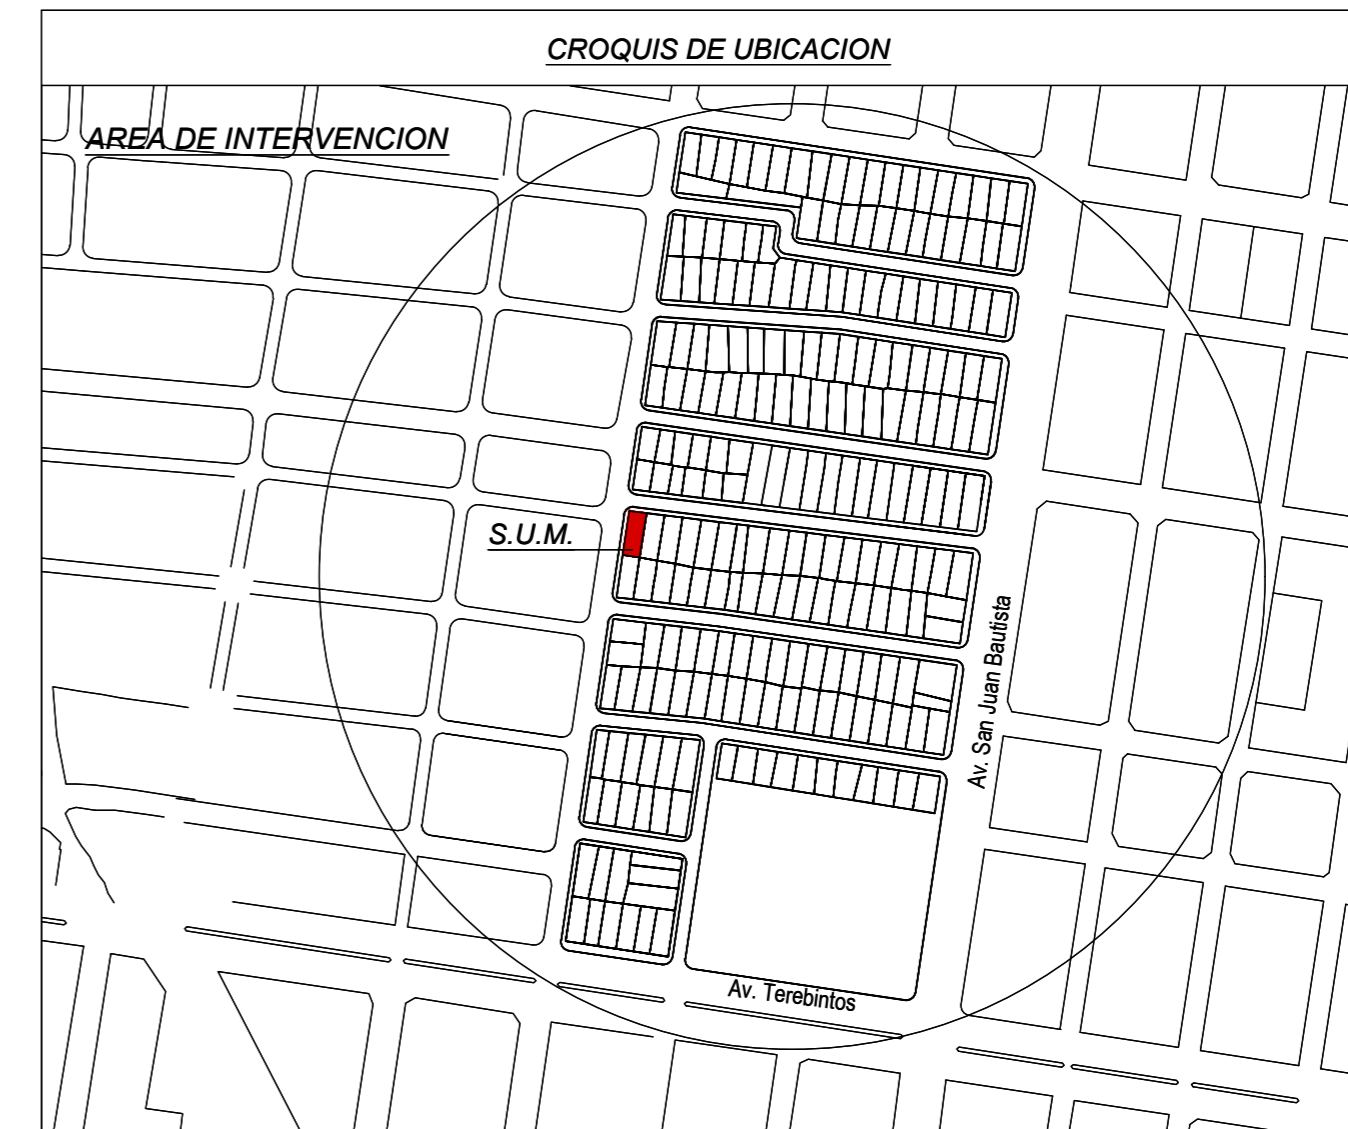 CROQUIS DE UBICACION
AREA DE INTERVENCION
S.U.M.
Av. San Juan Bautista
Av. Terebintos